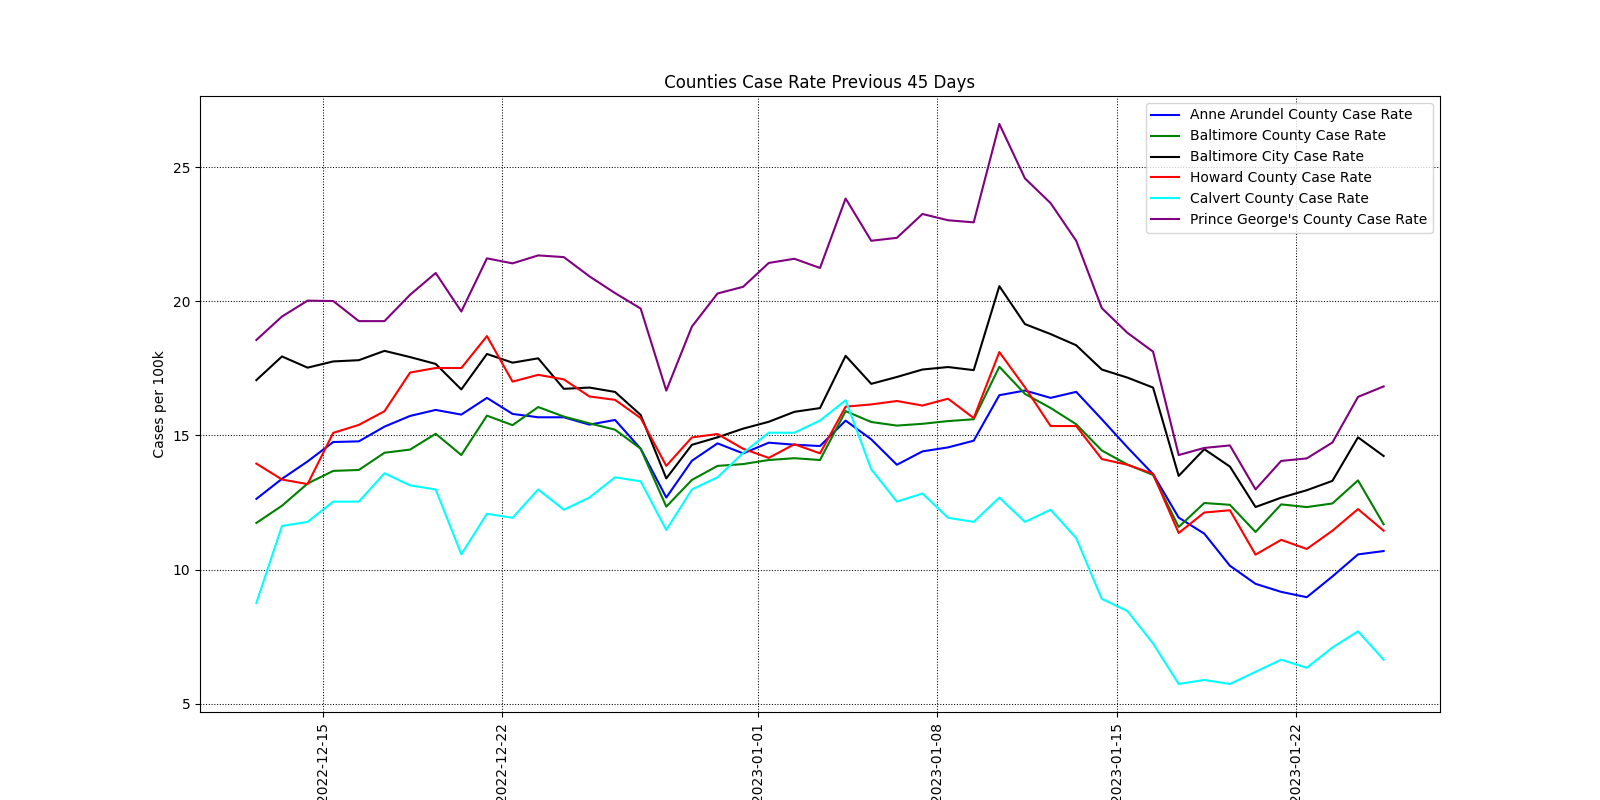 Counties Case Rate Previous 45 Days
Anne Arundel County Case Rate
Baltimore County Case Rate
Baltimore City Case Rate
Howard County Case Rate
Calvert County Case Rate
Prince George's County Case Rate
Cases per 100k
25
20
15
10
5
2022-12-15
2022-12-22
2023-01-01
2023-01-08
2023-01-15
2023-01-22